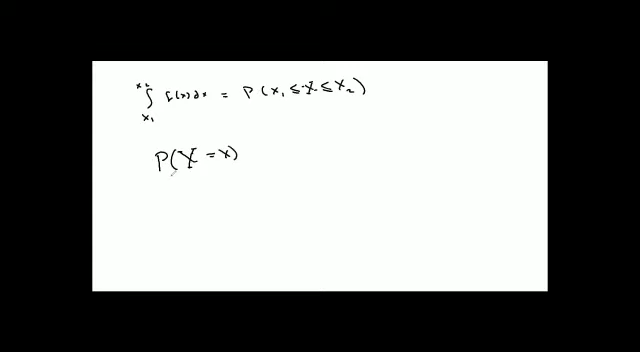 ∫_{x₁}^{x₂} f(x) dx = P(x₁ ≤ X ≤ x₂)
P(X = x)